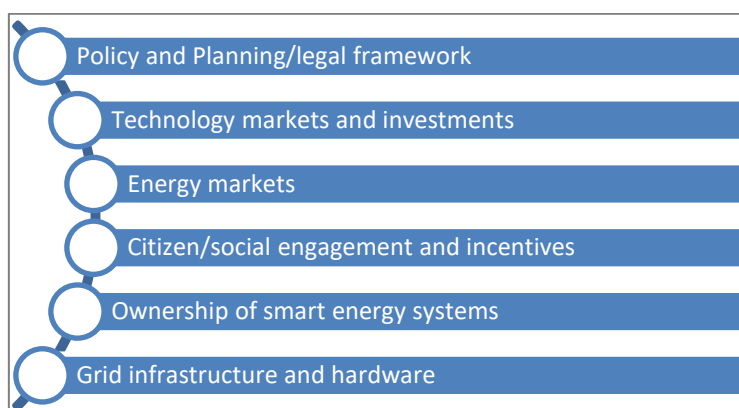 Policy and Planning/legal framework
Technology markets and investments
Energy markets
Citizen/social engagement and incentives
Ownership of smart energy systems
Grid infrastructure and hardware